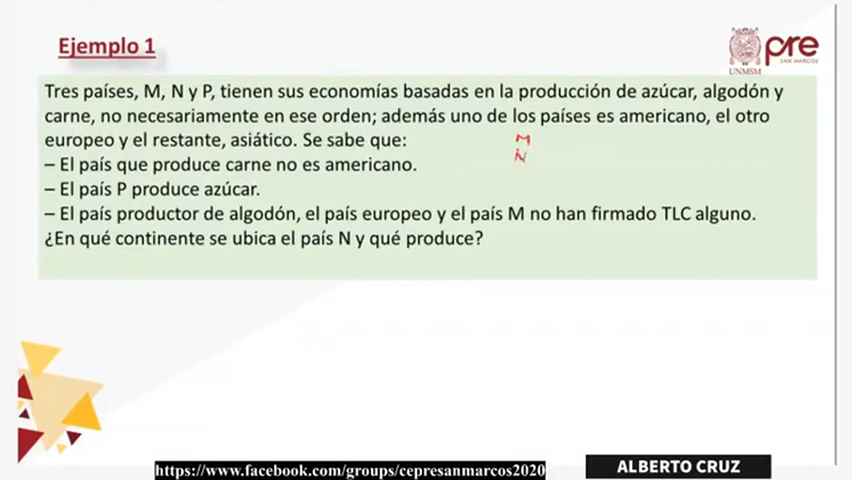 Ejemplo 1
UNMSM
pre
SAN MARCOS
Tres países, M, N y P, tienen sus economías basadas en la producción de azúcar, algodón y
carne, no necesariamente en ese orden; además uno de los países es americano, el otro
europeo y el restante, asiático. Se sabe que:
M
N
– El país que produce carne no es americano.
– El país P produce azúcar.
– El país productor de algodón, el país europeo y el país M no han firmado TLC alguno.
¿En qué continente se ubica el país N y qué produce?
https://www.facebook.com/groups/cepresanmarcos2020
ALBERTO CRUZ